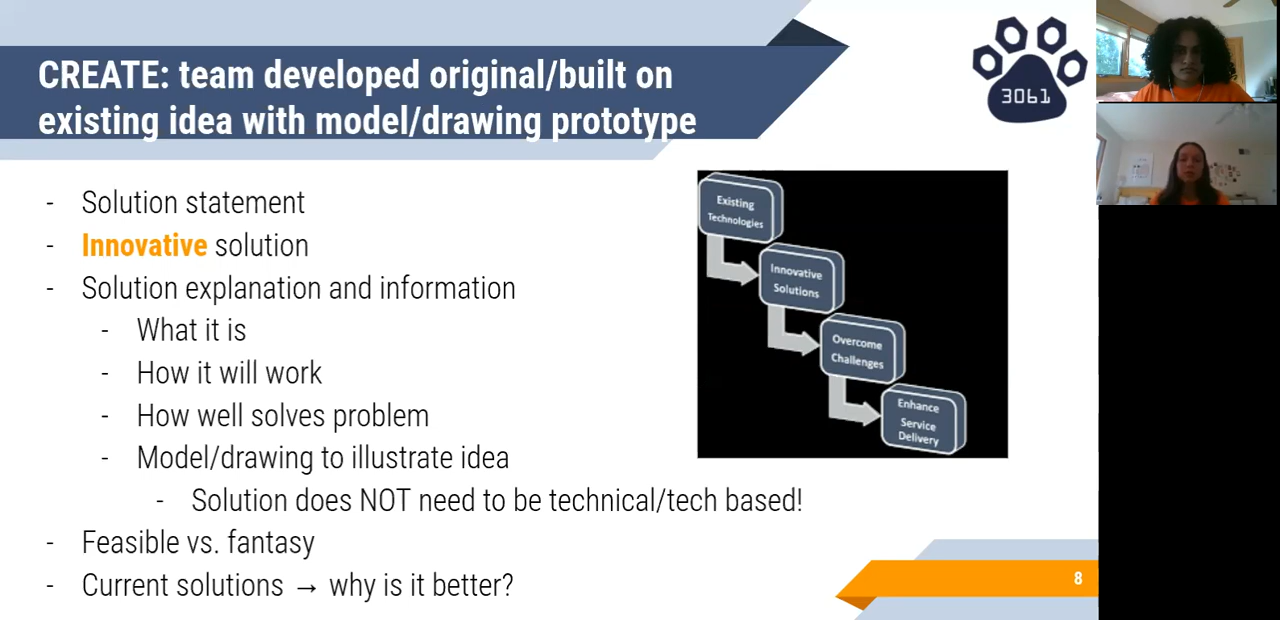 CREATE: team developed original/built on
existing idea with model/drawing prototype
3061
- Solution statement
- Innovative solution
- Solution explanation and information
- What it is
- How it will work
- How well solves problem
- Model/drawing to illustrate idea
- Solution does NOT need to be technical/tech based!
- Feasible vs. fantasy
- Current solutions → why is it better?
Existing
Technologies
Innovative
Solutions
Overcome
Challenges
Enhance
Service
Delivery
8